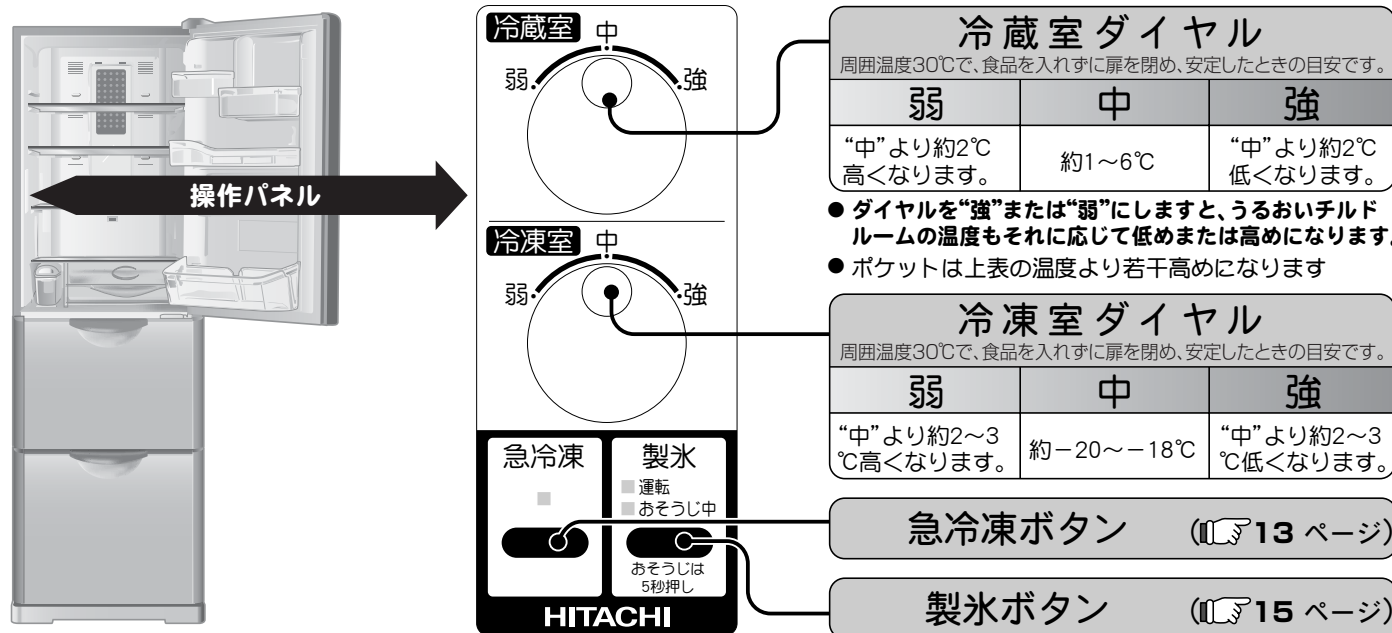 操作パネル
冷蔵室
中
弱
強
冷凍室
中
弱
強
急冷凍
製氷
運転
おそうじ中
おそうじは
5秒押し
HITACHI
冷蔵室ダイヤル
周囲温度30℃で、食品を入れずに扉を閉め、安定したときの目安です。
弱 中 強
“中”より約2℃
高くなります。
約1～6℃
“中”より約2℃
低くなります。
● ダイヤルを“強”または“弱”にしますと、うるおいチルド
ルームの温度もそれに応じて低めまたは高めになります。
● ポケットは上表の温度より若干高めになります
冷凍室ダイヤル
周囲温度30℃で、食品を入れずに扉を閉め、安定したときの目安です。
弱 中 強
“中”より約2～3
℃高くなります。
約－20～－18℃
“中”より約2～3
℃低くなります。
急冷凍ボタン (13 ページ)
製氷ボタン (15 ページ)